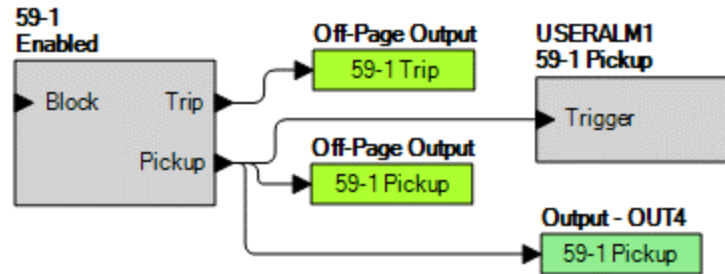 59-1
Enabled
Block
Trip
Pickup
Off-Page Output
59-1 Trip
Off-Page Output
59-1 Pickup
USERALM1
59-1 Pickup
Trigger
Output - OUT4
59-1 Pickup